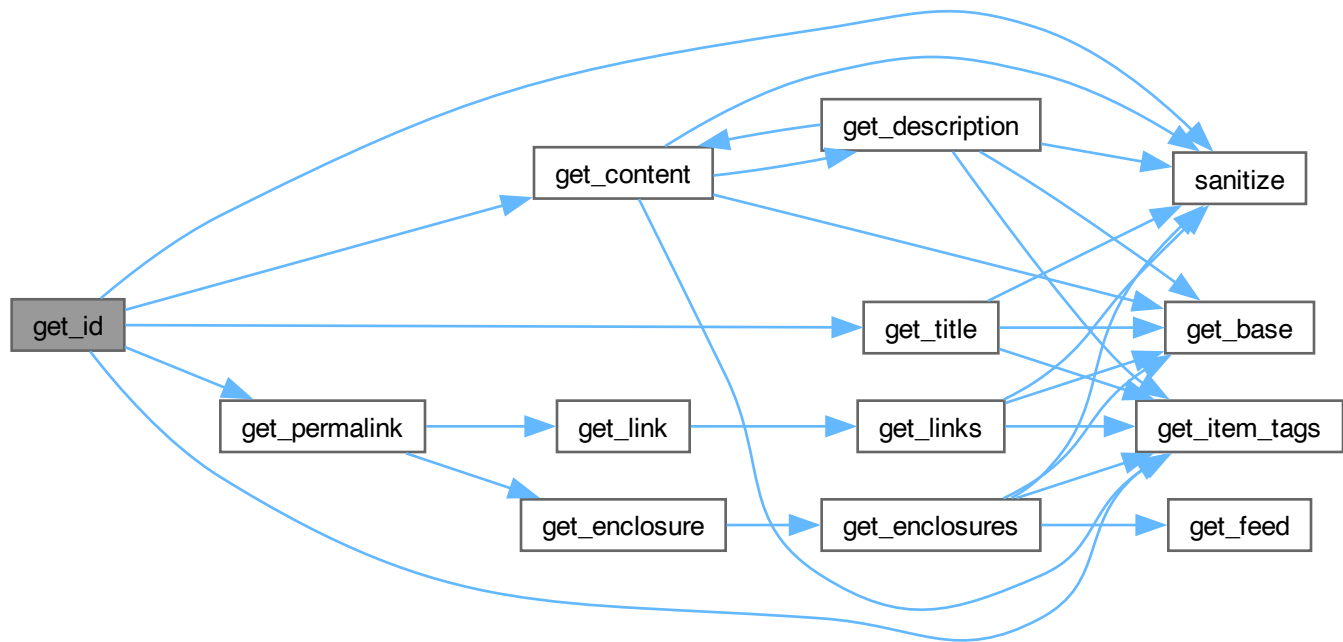 get_description
get_content
sanitize
get_id
get_title
get_base
get_permalink
get_link
get_links
get_item_tags
get_enclosure
get_enclosures
get_feed